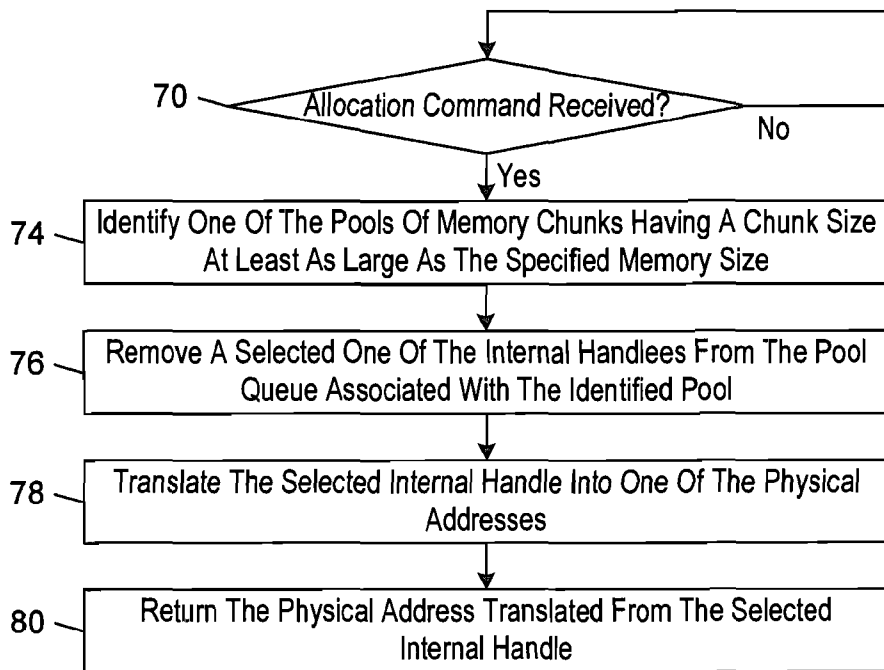 70
Allocation Command Received?
No
Yes
74
Identify One Of The Pools Of Memory Chunks Having A Chunk Size
At Least As Large As The Specified Memory Size
76
Remove A Selected One Of The Internal Handlees From The Pool
Queue Associated With The Identified Pool
78
Translate The Selected Internal Handle Into One Of The Physical
Addresses
80
Return The Physical Address Translated From The Selected
Internal Handle